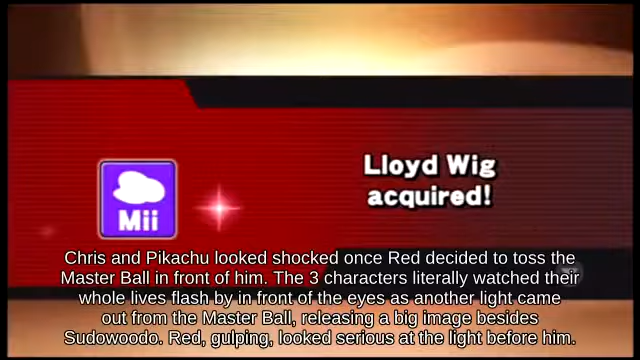 Lloyd Wig
acquired!
Mii
Chris and Pikachu looked shocked once Red decided to toss the
Master Ball in front of him. The 3 characters literally watched their
whole lives flash by in front of the eyes as another light came
out from the Master Ball, releasing a big image besides
Sudowoodo. Red, gulping, looked serious at the light before him.